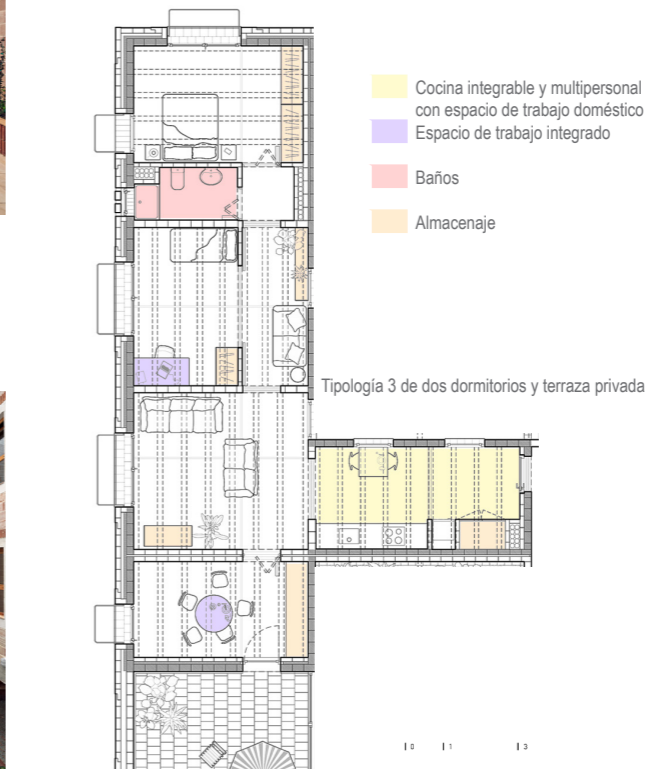 Cocina integrable y multipersonal
con espacio de trabajo doméstico
Espacio de trabajo integrado
Baños
Almacenaje
Tipología 3 de dos dormitorios y terraza privada
0 1 3